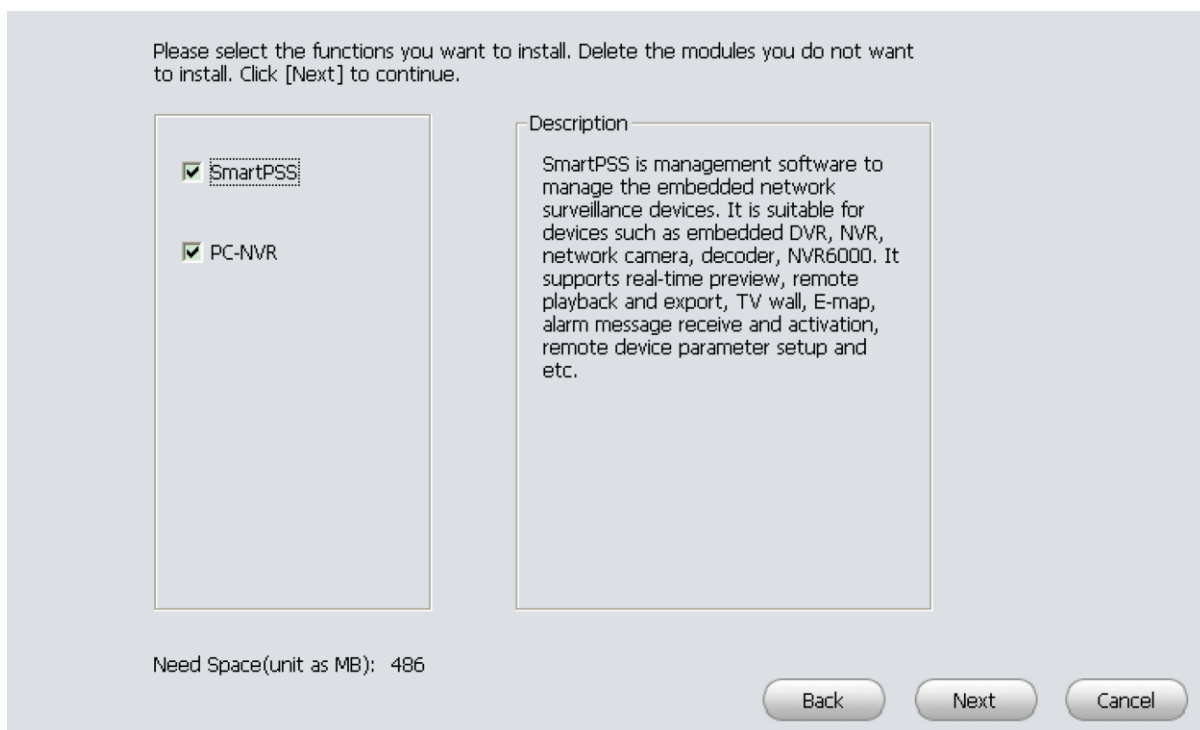 Please select the functions you want to install. Delete the modules you do not want
to install. Click [Next] to continue.
SmartPSS
PC-NVR
Description
SmartPSS is management software to
manage the embedded network
surveillance devices. It is suitable for
devices such as embedded DVR, NVR,
network camera, decoder, NVR6000. It
supports real-time preview, remote
playback and export, TV wall, E-map,
alarm message receive and activation,
remote device parameter setup and
etc.
Need Space(unit as MB): 486
Back
Next
Cancel